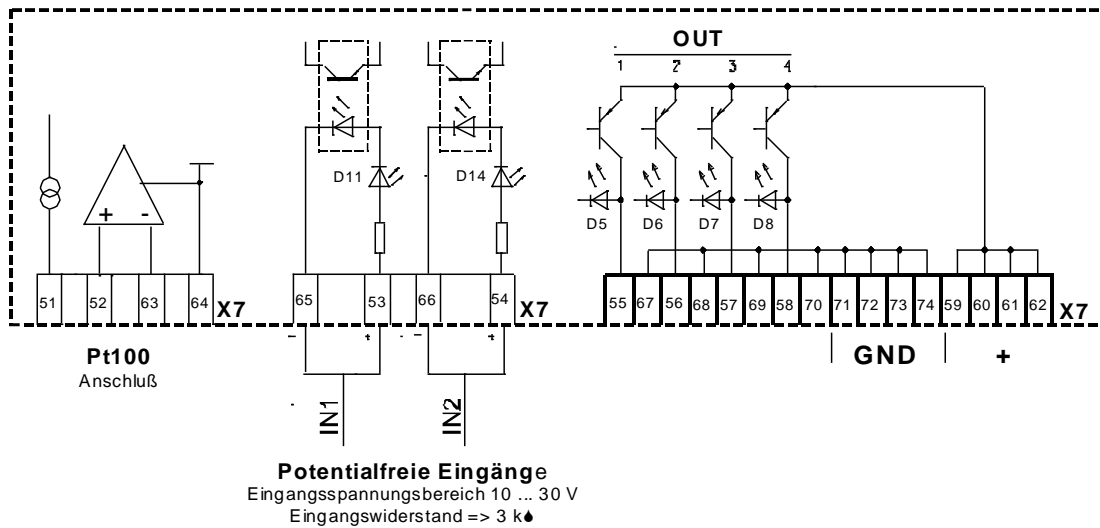 OUT
1 2 3 4
D11 D14
+ -
D5 D6 D7 D8
51 52 63 64 X7
65 53 66 54 X7
55 67 56 68 57 69 58 70 71 72 73 74 59 60 61 62 X7
- + - +
Pt100
Anschluß
GND +
IN1 IN2
Potentialfreie Eingänge
Eingangsspannungsbereich 10 ... 30 V
Eingangswiderstand => 3 k